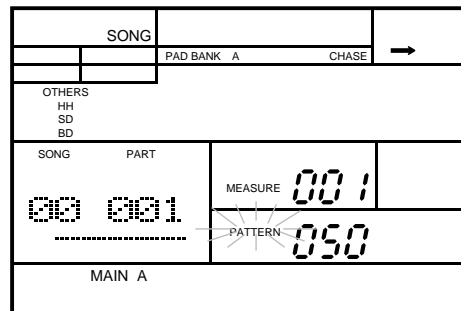 SONG
PAD BANK A CHASE
OTHERS
HH
SD
BD
SONG PART
00 001
MEASURE 001
PATTERN 050
MAIN A